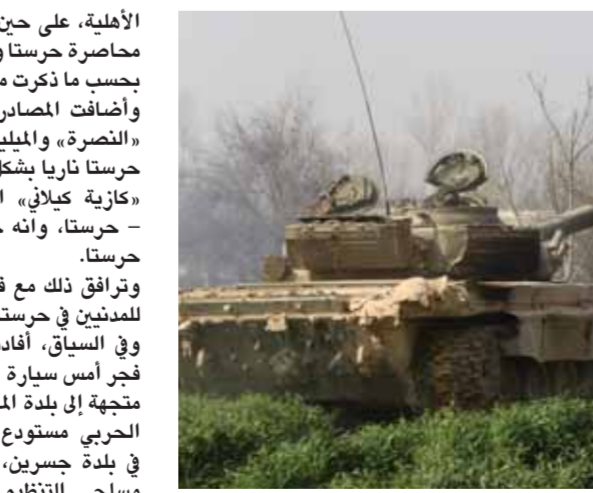 الأهلية، على حين
محاصرة حرستا و
بحسب ما ذكرت م
وأضافت المصادر
«النصرة» والميلي
حرستا ناريا بشكل
«كازية كيلاني» ا
– حرستا، وانه
حرستا.
وترافق ذلك مع ق
للمدنيين في حرستا
وفي السياق، أفاد
فجر أمس سيارة
متجهة إلى بلدة الم
الحربي مستودع
في بلدة جسرين،